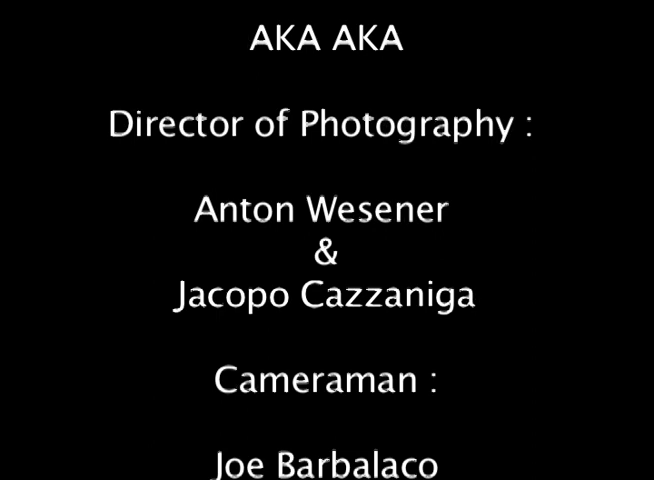 AKA AKA
Director of Photography :
Anton Wesener
&
Jacopo Cazzaniga
Cameraman :
Joe Barbalaco